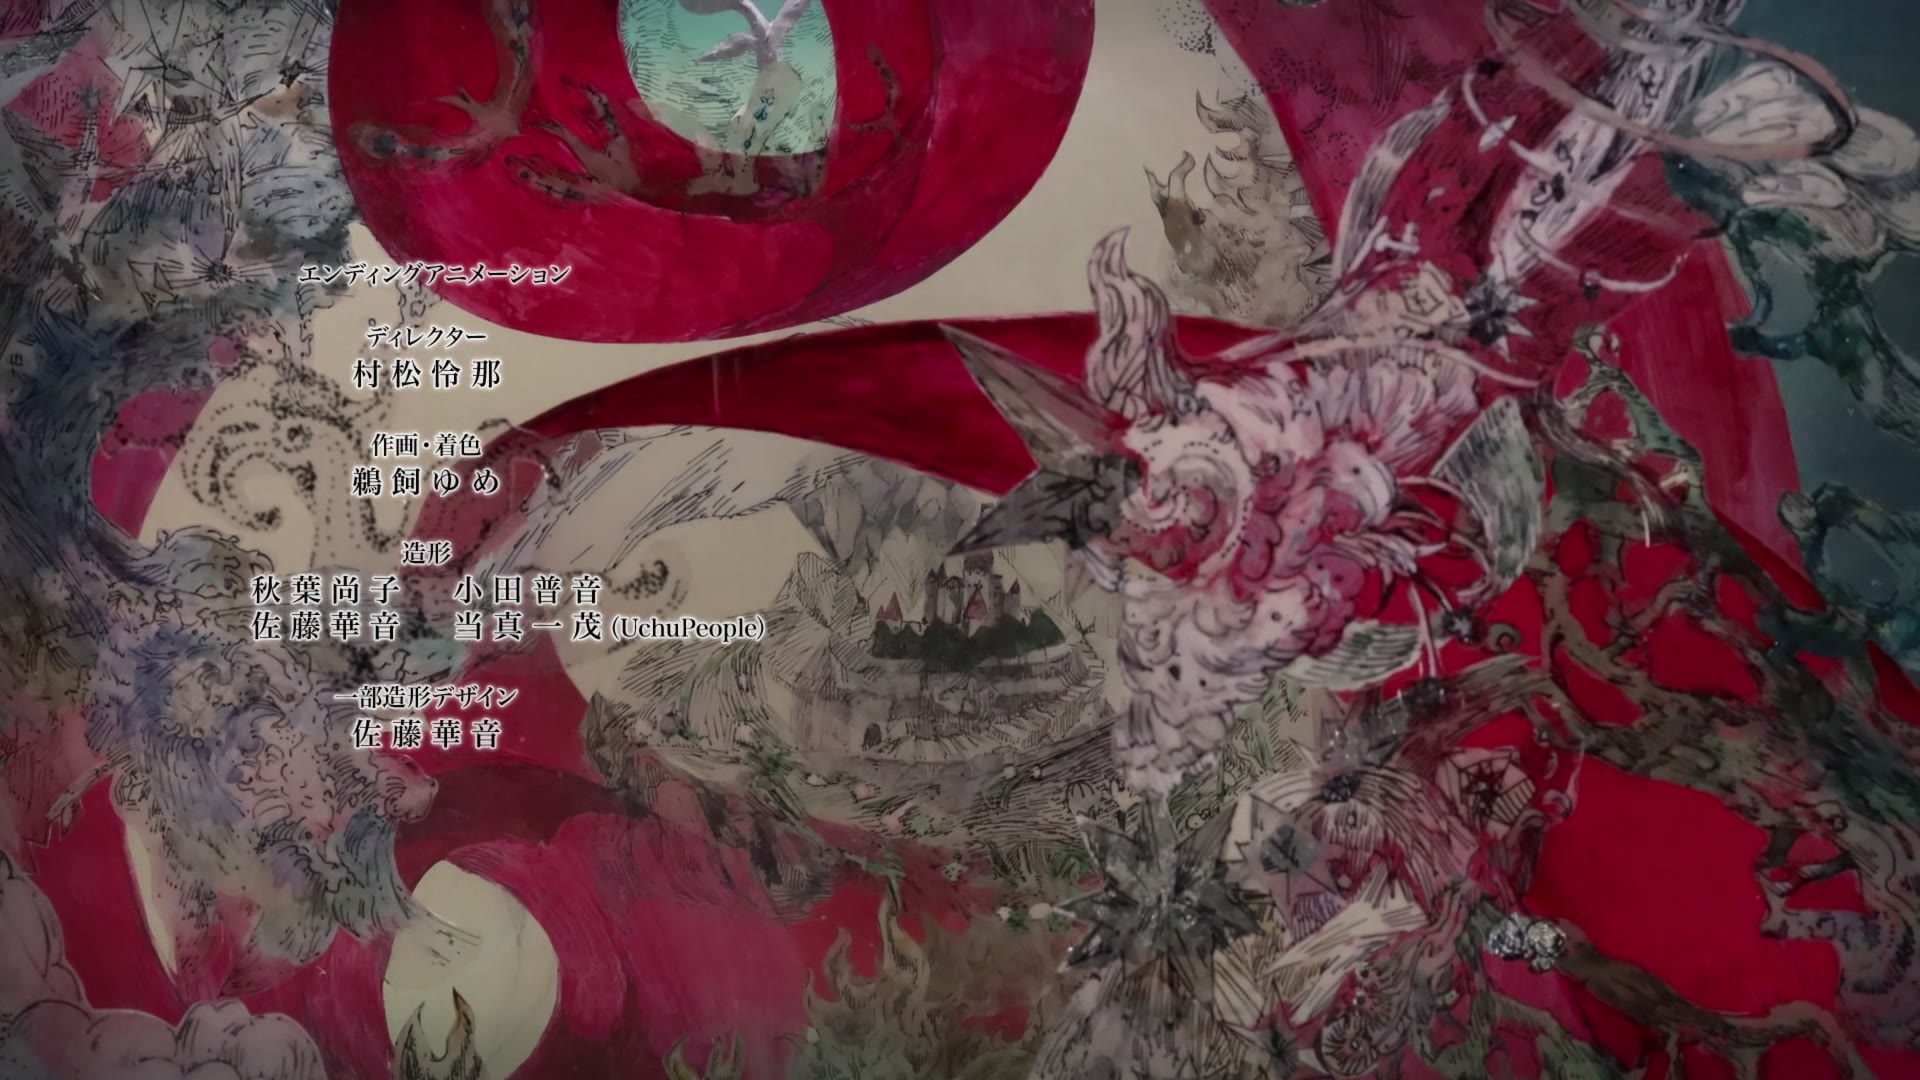 エンディングアニメーション
ディレクター
村松怜那
作画・着色
鵜飼ゆめ
造形
秋葉尚子　小田普音
佐藤華音　当真一茂(UchuPeople)
一部造形デザイン
佐藤華音